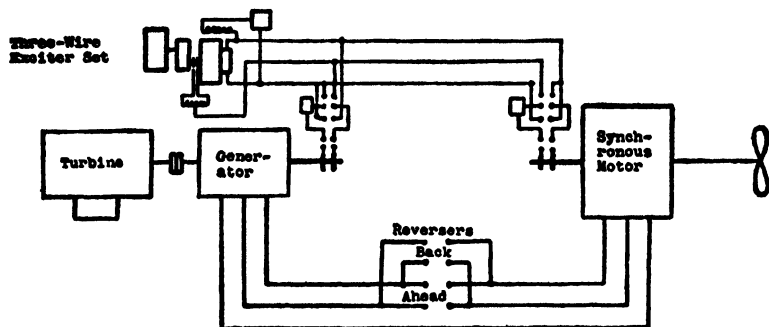 Three-Wire
Exciter Set
Turbine
Gener-
ator
Synch-
ronous
Motor
Reversers
Back
Ahead